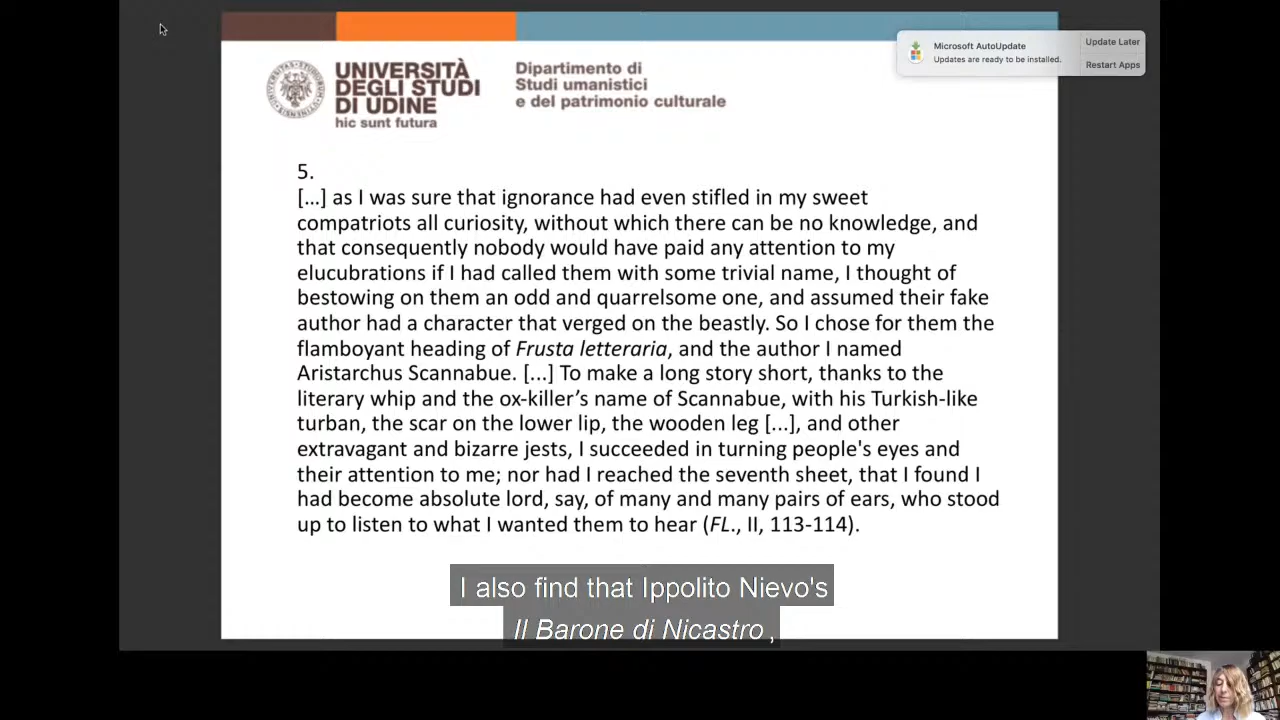 Microsoft AutoUpdate
Updates are ready to be installed.
Update Later
Restart Apps
UNIVERSITÀ
DEGLI STUDI
DI UDINE
hic sunt futura
Dipartimento di
Studi umanistici
e del patrimonio culturale
5.
[...] as I was sure that ignorance had even stifled in my sweet
compatriots all curiosity, without which there can be no knowledge, and
that consequently nobody would have paid any attention to my
elucubrations if I had called them with some trivial name, I thought of
bestowing on them an odd and quarrelsome one, and assumed their fake
author had a character that verged on the beastly. So I chose for them the
flamboyant heading of Frusta letteraria, and the author I named
Aristarchus Scannabue. [...] To make a long story short, thanks to the
literary whip and the ox-killer’s name of Scannabue, with his Turkish-like
turban, the scar on the lower lip, the wooden leg [...], and other
extravagant and bizarre jests, I succeeded in turning people's eyes and
their attention to me; nor had I reached the seventh sheet, that I found I
had become absolute lord, say, of many and many pairs of ears, who stood
up to listen to what I wanted them to hear (FL., II, 113-114).
I also find that Ippolito Nievo's
Il Barone di Nicastro,